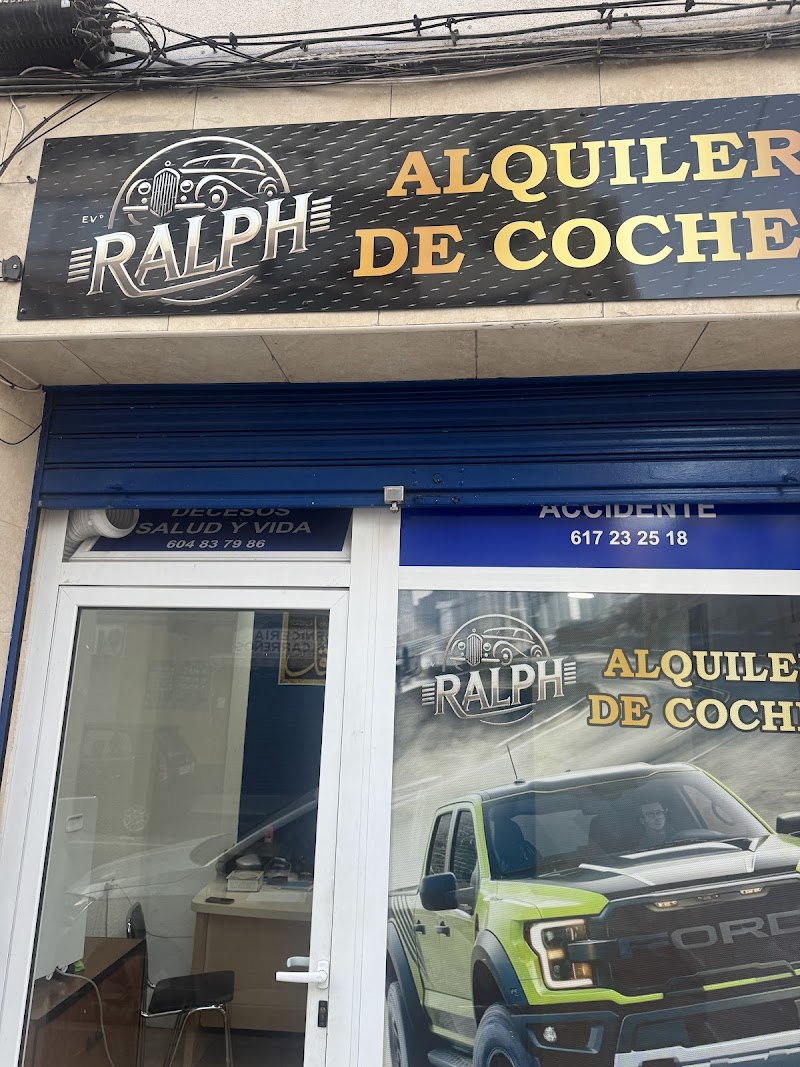 EV°
RALPH
ALQUILER
DE COCHE
DECESOS
SALUD Y VIDA
604 83 79 86
ACCIDENTE
617 23 25 18
RALPH
ALQUILE
DE COCH
FORD